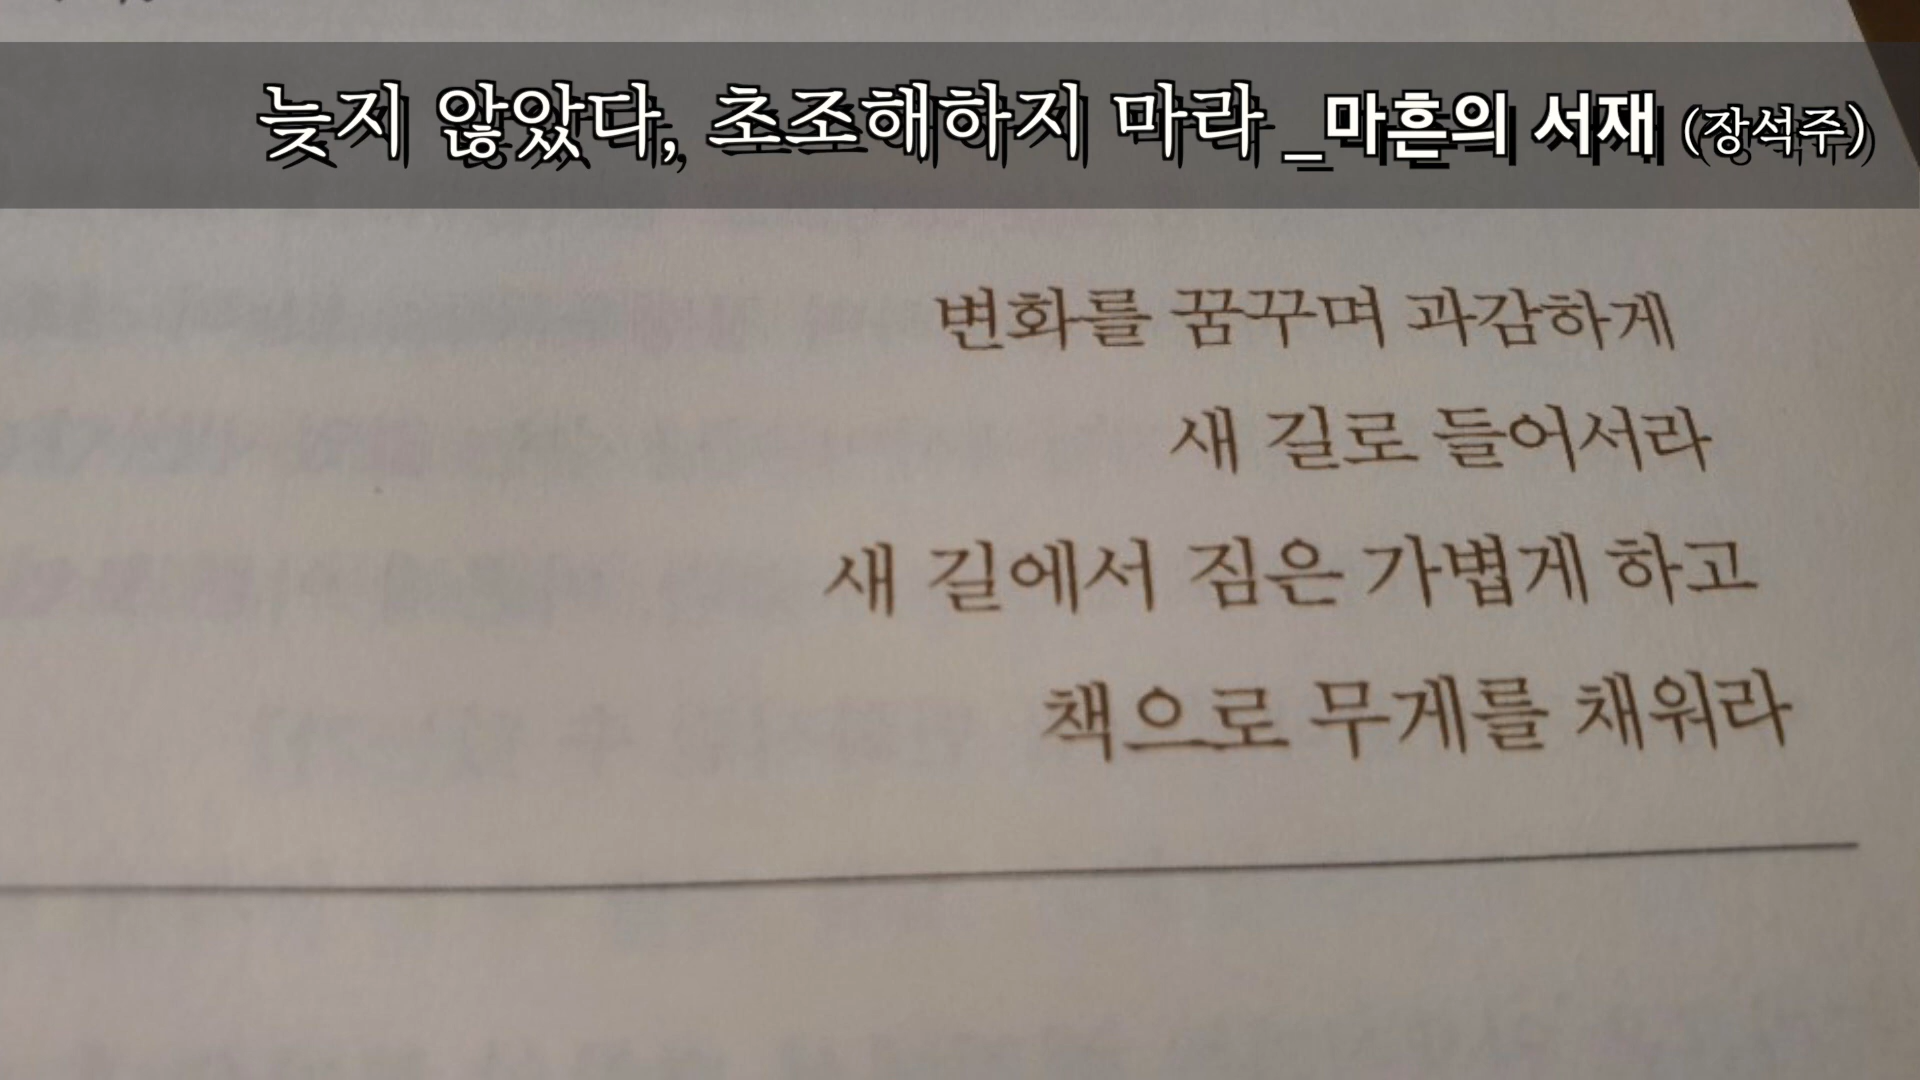 늦지 않았다, 초조해하지 마라 _마흔의 서재 (장석주)
변화를 꿈꾸며 과감하게
새 길로 들어서라
새 길에서 짐은 가볍게 하고
책으로 무게를 채워라